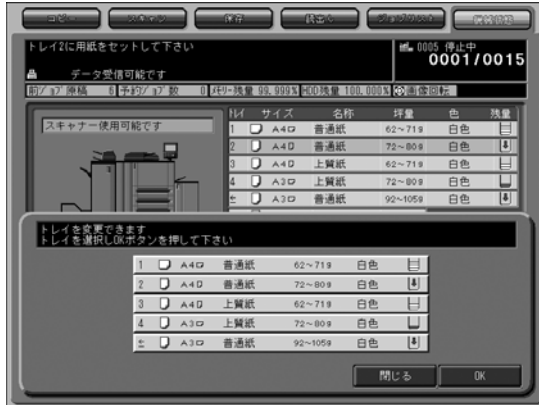 コピー スキャン 保存 読出し ジョブリスト 機械状態
トレイ2に用紙をセットして下さい
0005 停止中
0001/0015
データ受信可能です
前ジョブ原稿 6 予約ジョブ数 0 メモリー残量 99.999% HDD残量 100.000% 画像回転
スキャナー使用可能です
トレイ サイズ 名称 坪量 色 残量
1 A4 普通紙 62～71g 白色
2 A4 普通紙 72～80g 白色
3 A4 上質紙 62～71g 白色
4 A3 上質紙 72～80g 白色
A3 普通紙 92～105g 白色
トレイを変更できます
トレイを選択しOKボタンを押して下さい
1 A4 普通紙 62～71g 白色
2 A4 普通紙 72～80g 白色
3 A4 上質紙 62～71g 白色
4 A3 上質紙 72～80g 白色
A3 普通紙 92～105g 白色
閉じる OK